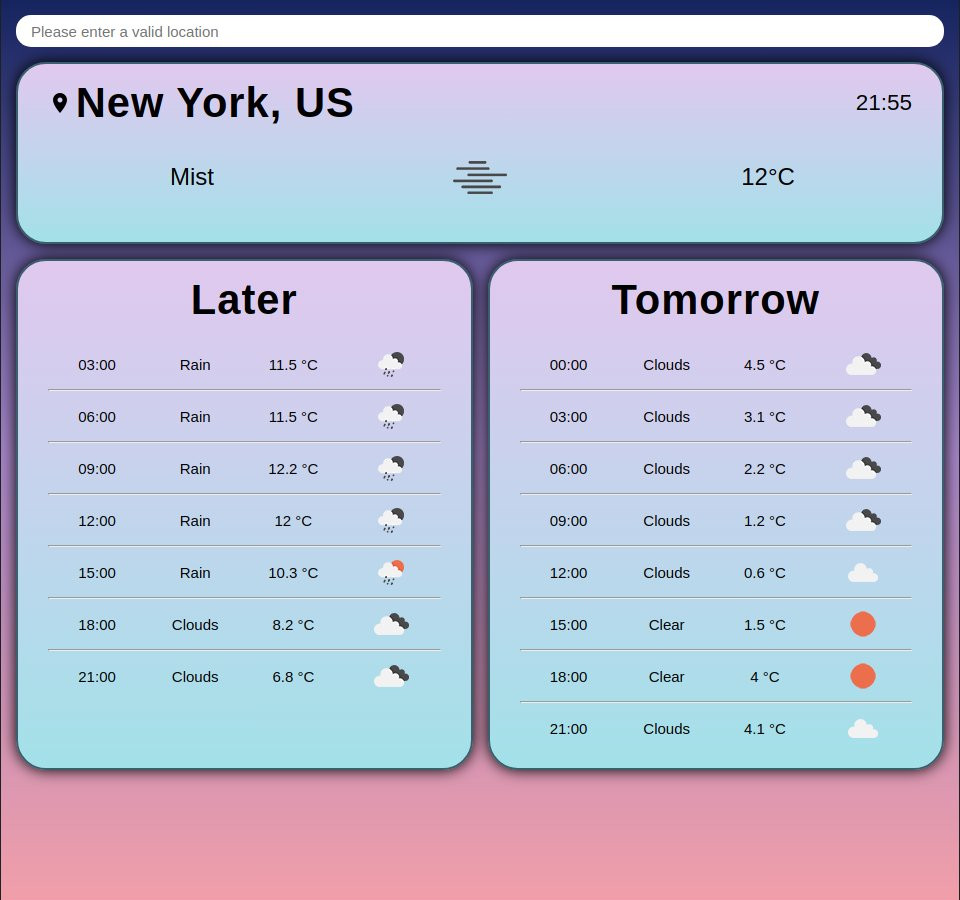 Please enter a valid location
New York, US
21:55
Mist
12°C
Later
03:00 Rain 11.5 °C
06:00 Rain 11.5 °C
09:00 Rain 12.2 °C
12:00 Rain 12 °C
15:00 Rain 10.3 °C
18:00 Clouds 8.2 °C
21:00 Clouds 6.8 °C
Tomorrow
00:00 Clouds 4.5 °C
03:00 Clouds 3.1 °C
06:00 Clouds 2.2 °C
09:00 Clouds 1.2 °C
12:00 Clouds 0.6 °C
15:00 Clear 1.5 °C
18:00 Clear 4 °C
21:00 Clouds 4.1 °C